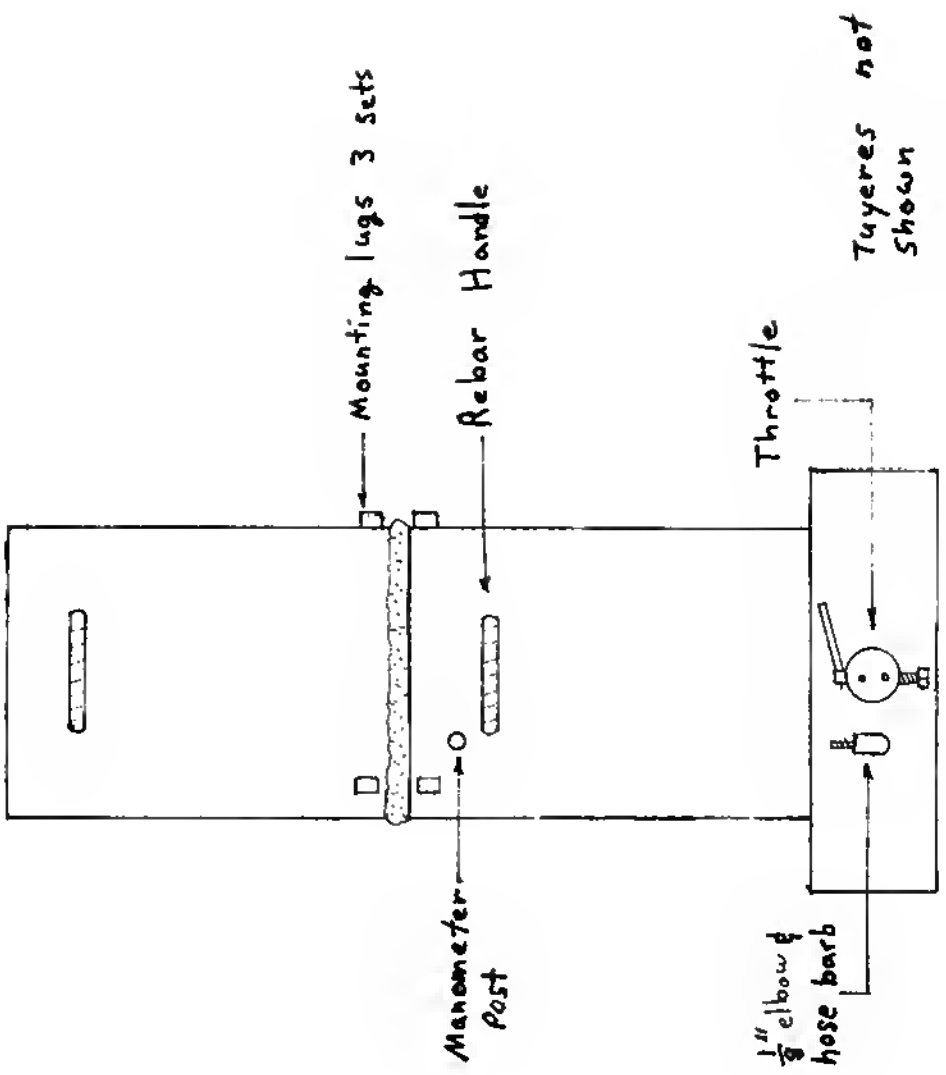 Mounting lugs 3 sets
Rebar Handle
Throttle
Tuyeres not
Shown
Manometer
Post
1/8" elbow &
hose barb